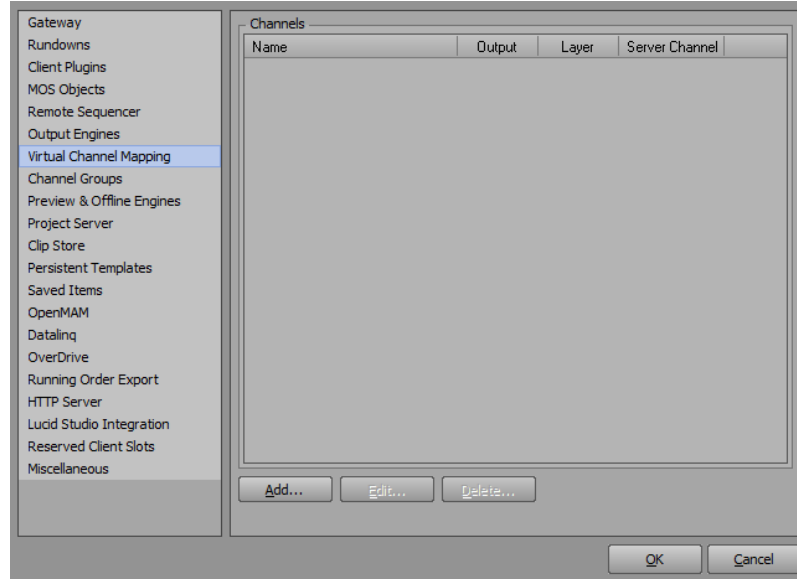 Gateway
Rundowns
Client Plugins
MOS Objects
Remote Sequencer
Output Engines
Virtual Channel Mapping
Channel Groups
Preview & Offline Engines
Project Server
Clip Store
Persistent Templates
Saved Items
OpenMAM
Datalinq
OverDrive
Running Order Export
HTTP Server
Lucid Studio Integration
Reserved Client Slots
Miscellaneous
Channels
Name Output Layer Server Channel
Add... Edit... Delete...
OK Cancel